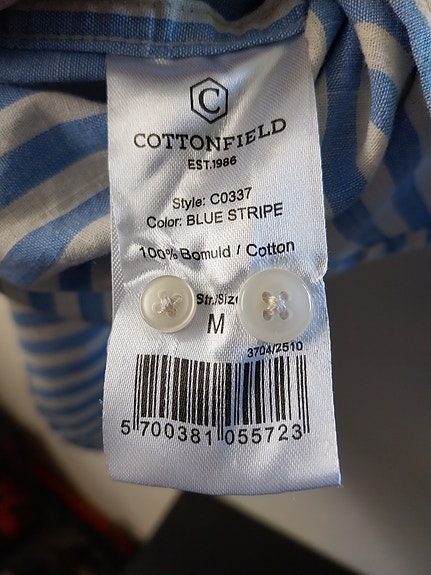 C
COTTONFIELD
EST.1986
Style: C0337
Color: BLUE STRIPE
100% Bomuld / Cotton
Str./Size
M
3704/2510
5 700381 055723